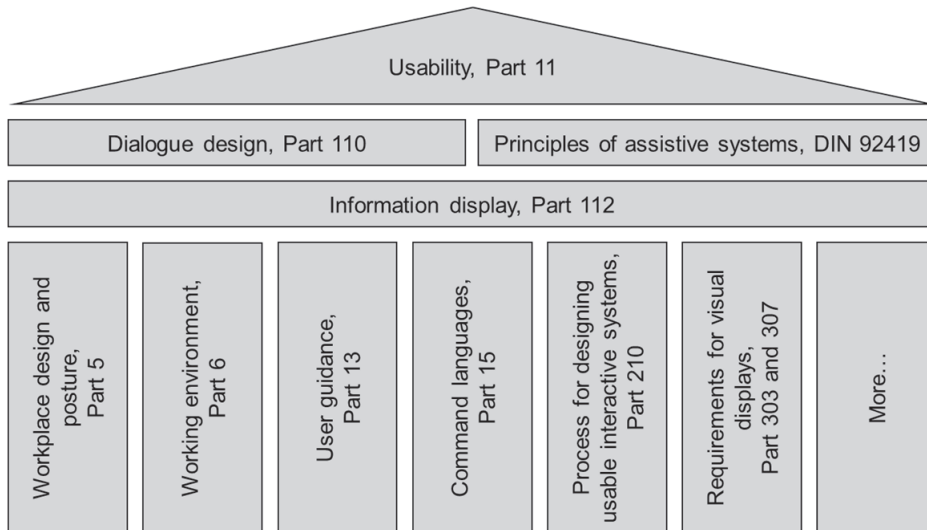 Usability, Part 11
Dialogue design, Part 110
Principles of assistive systems, DIN 92419
Information display, Part 112
Workplace design and
posture,
Part 5
Working environment,
Part 6
User guidance,
Part 13
Command languages,
Part 15
Process for designing
usable interactive systems,
Part 210
Requirements for visual
displays,
Part 303 and 307
More...